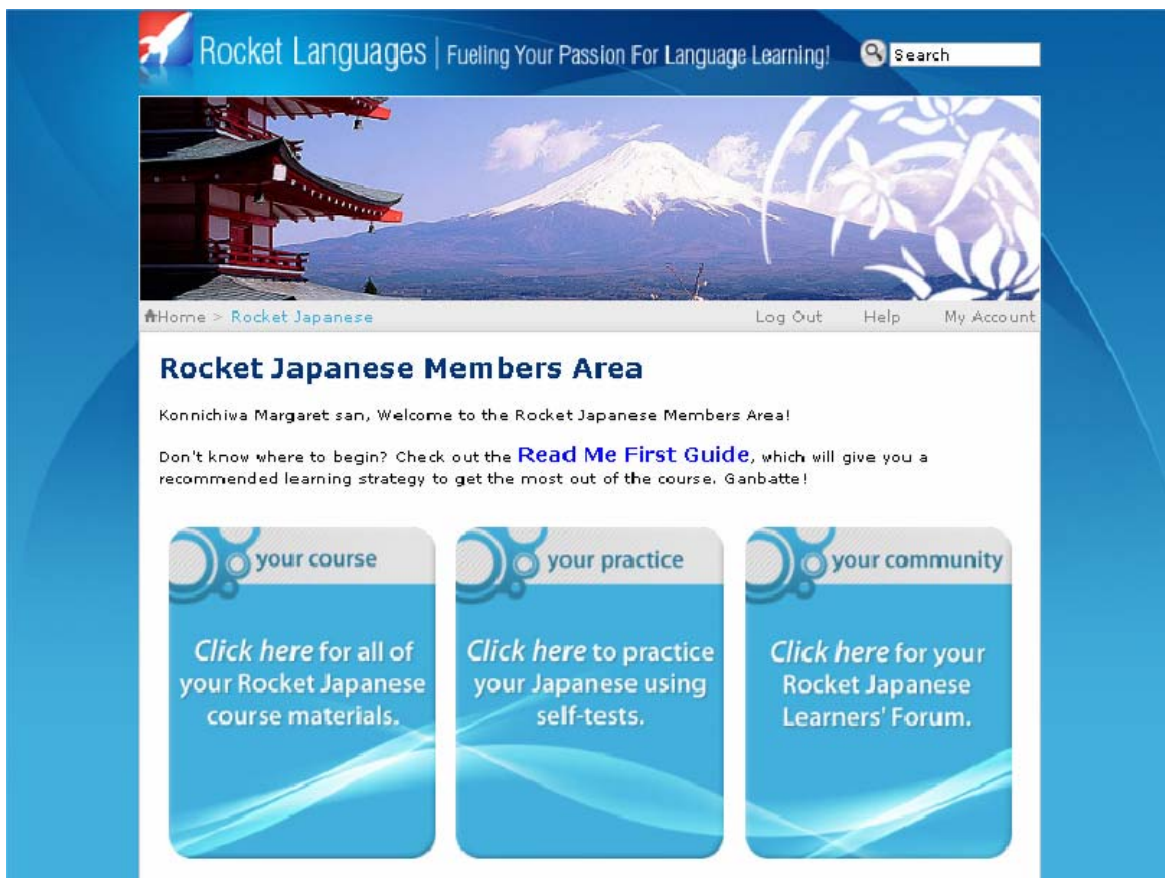 Rocket Languages | Fueling Your Passion For Language Learning!
Search
Home > Rocket Japanese
Log Out Help My Account
Rocket Japanese Members Area
Konnichiwa Margaret san, Welcome to the Rocket Japanese Members Area!
Don't know where to begin? Check out the Read Me First Guide, which will give you a
recommended learning strategy to get the most out of the course. Ganbatte!
your course
Click here for all of
your Rocket Japanese
course materials.
your practice
Click here to practice
your Japanese using
self-tests.
your community
Click here for your
Rocket Japanese
Learners' Forum.